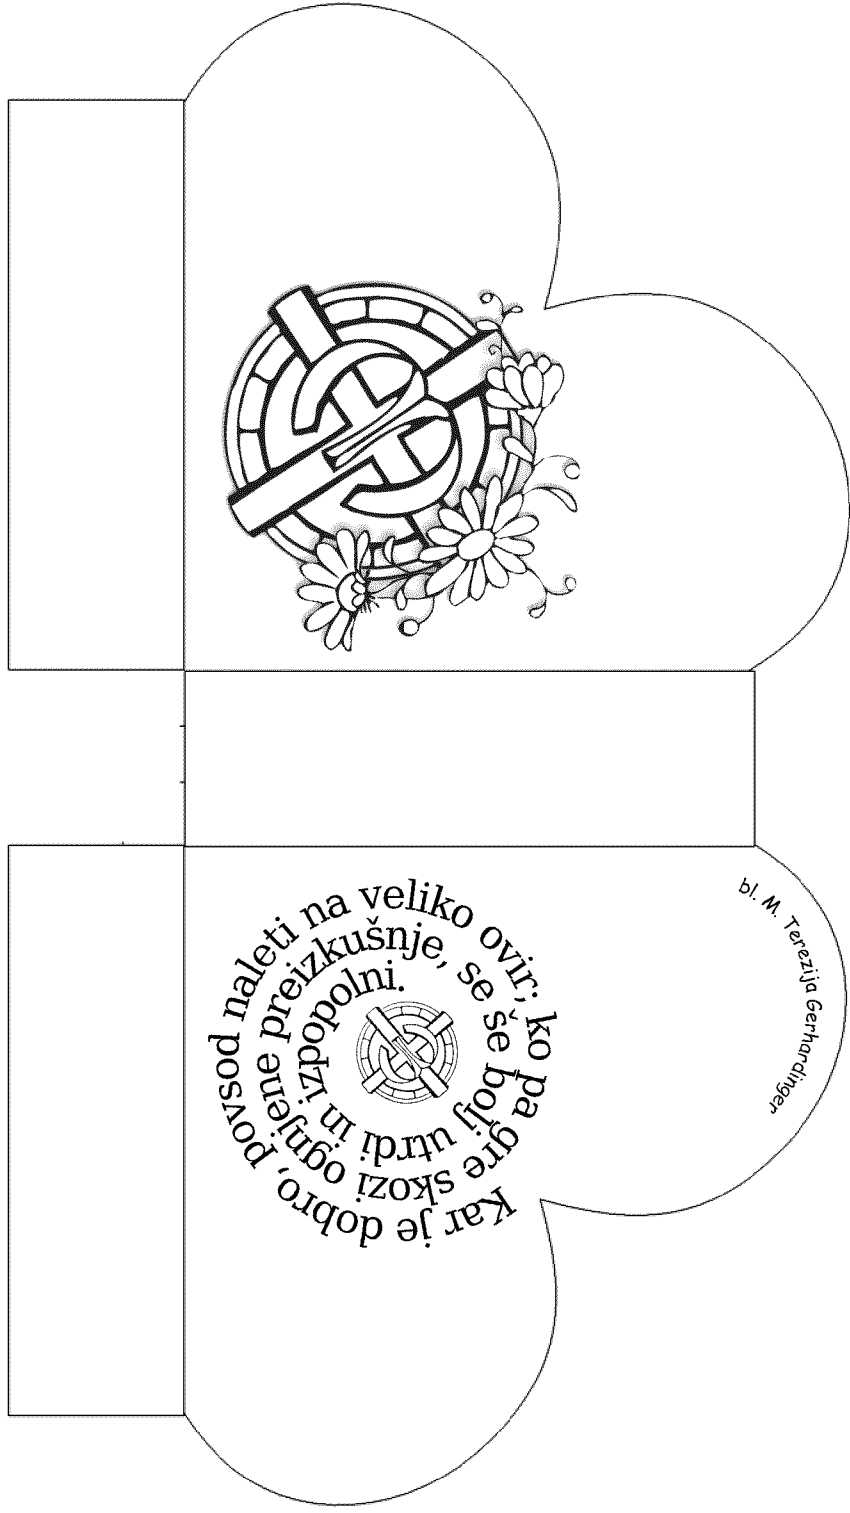 Kar je dobro, povsod naleti na veliko ovir; ko pa gre skozi ognjene preizkušnje, se še bolj utrdi in izpopolni.
bl. M. Terezija Gerhardinger